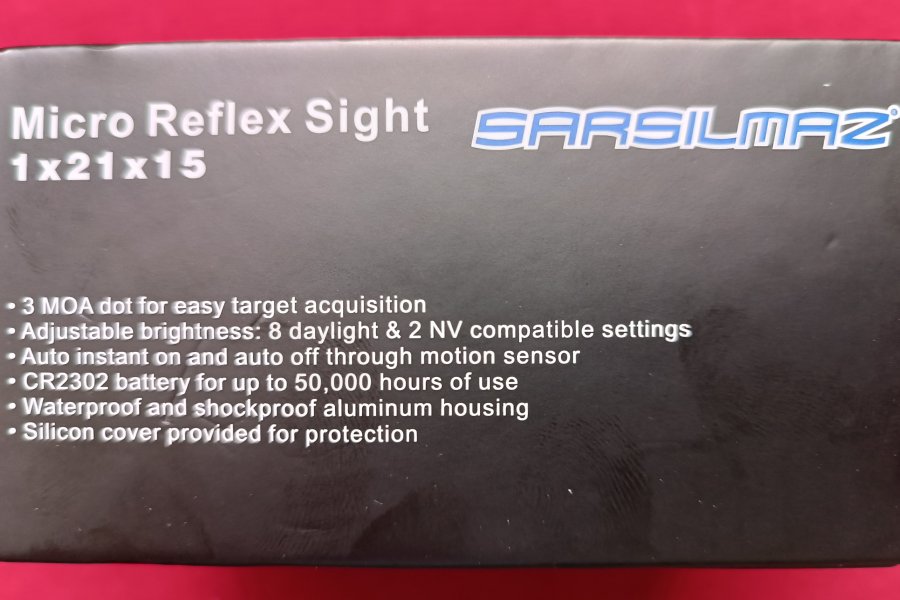 Micro Reflex Sight
1x21x15
SARSILMAZ®
• 3 MOA dot for easy target acquisition
• Adjustable brightness: 8 daylight & 2 NV compatible settings
• Auto instant on and auto off through motion sensor
• CR2302 battery for up to 50,000 hours of use
• Waterproof and shockproof aluminum housing
• Silicon cover provided for protection